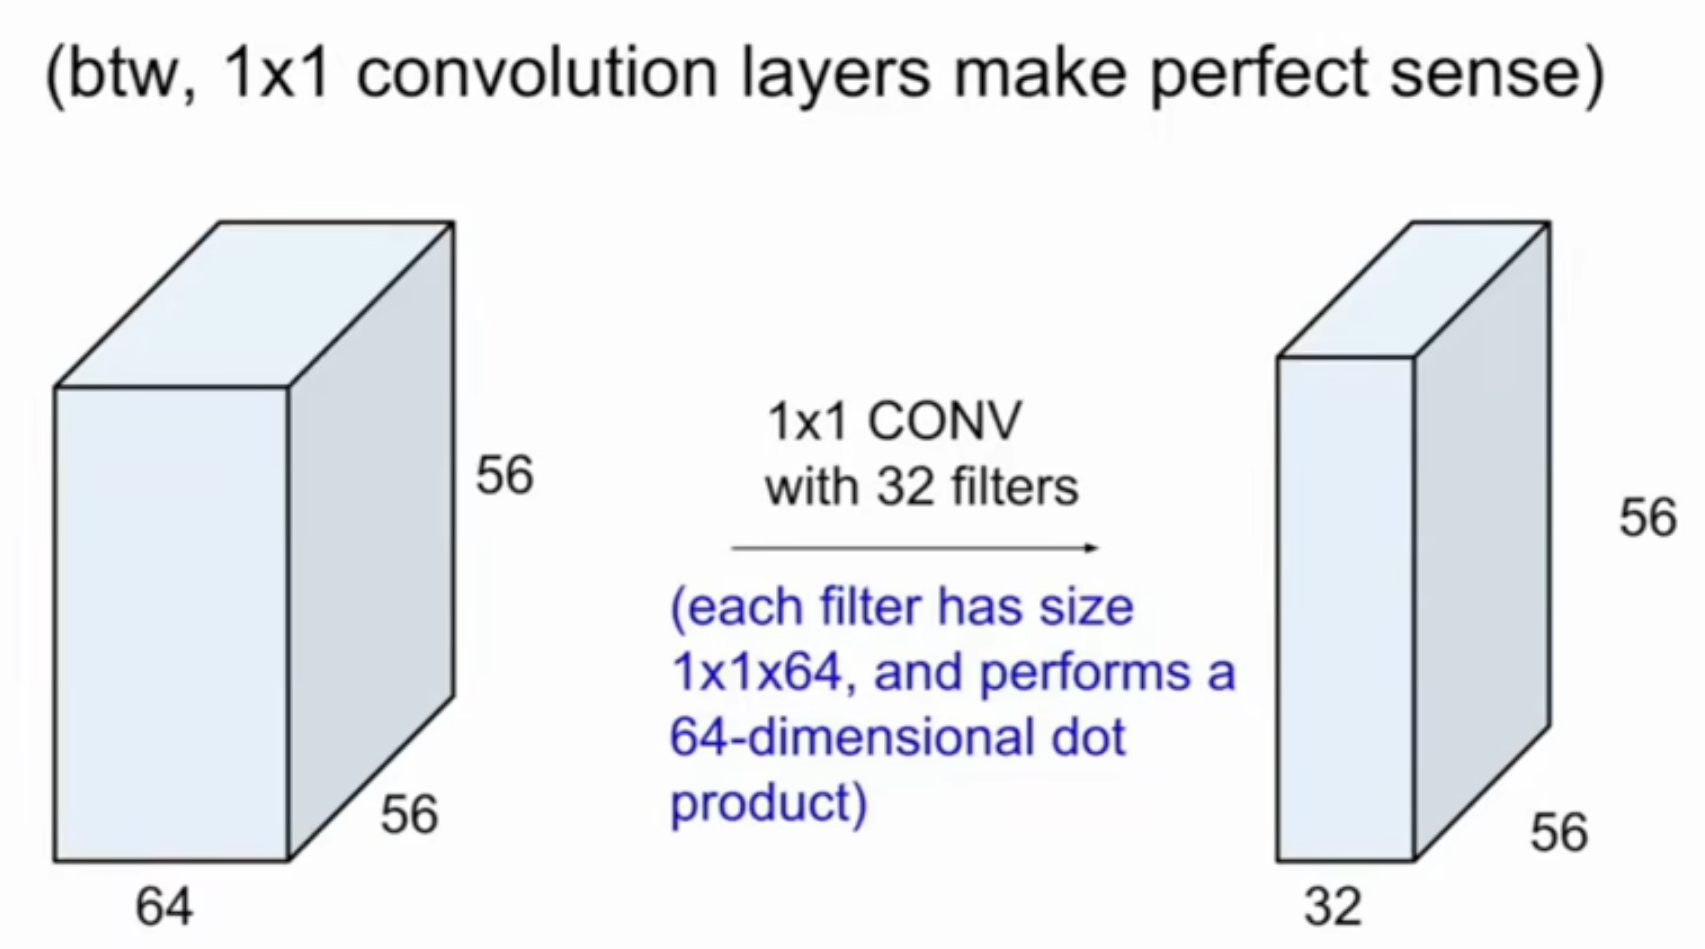 (btw, 1x1 convolution layers make perfect sense)
56
56
64
1x1 CONV
with 32 filters
(each filter has size
1x1x64, and performs a
64-dimensional dot
product)
56
56
32